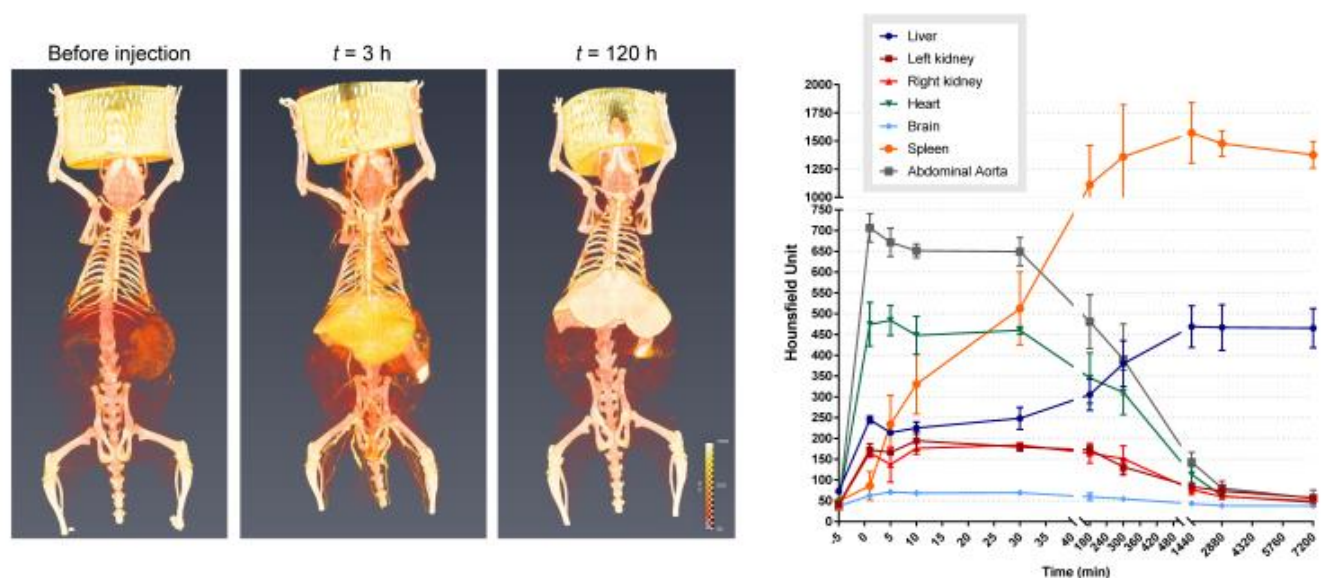 Before injection
t = 3 h
t = 120 h
Liver
Left kidney
Right kidney
Heart
Brain
Spleen
Abdominal Aorta
2000
1750
1500
1250
1000
750
700
650
600
550
500
450
400
350
300
250
200
150
100
50
0
Hounsfield Unit
-5 0 5 10 15 20 25 30 35 40 180 240 300 360 420 480 1440 2880 4320 5760 7200
Time (min)